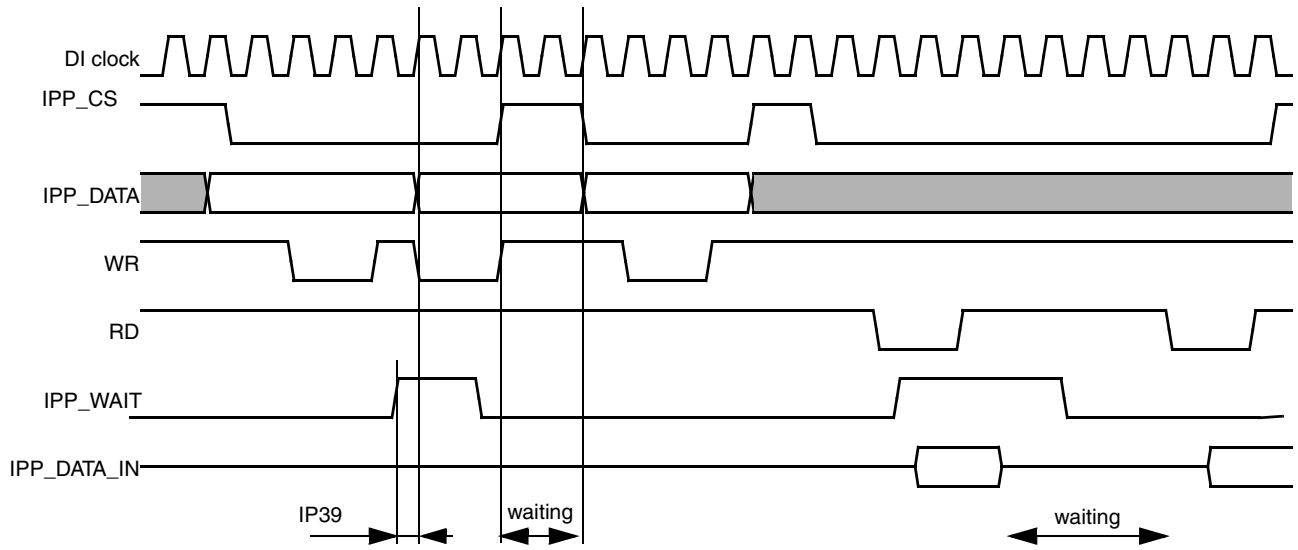 DI clock
IPP_CS
IPP_DATA
WR
RD
IPP_WAIT
IPP_DATA_IN
IP39
waiting
waiting